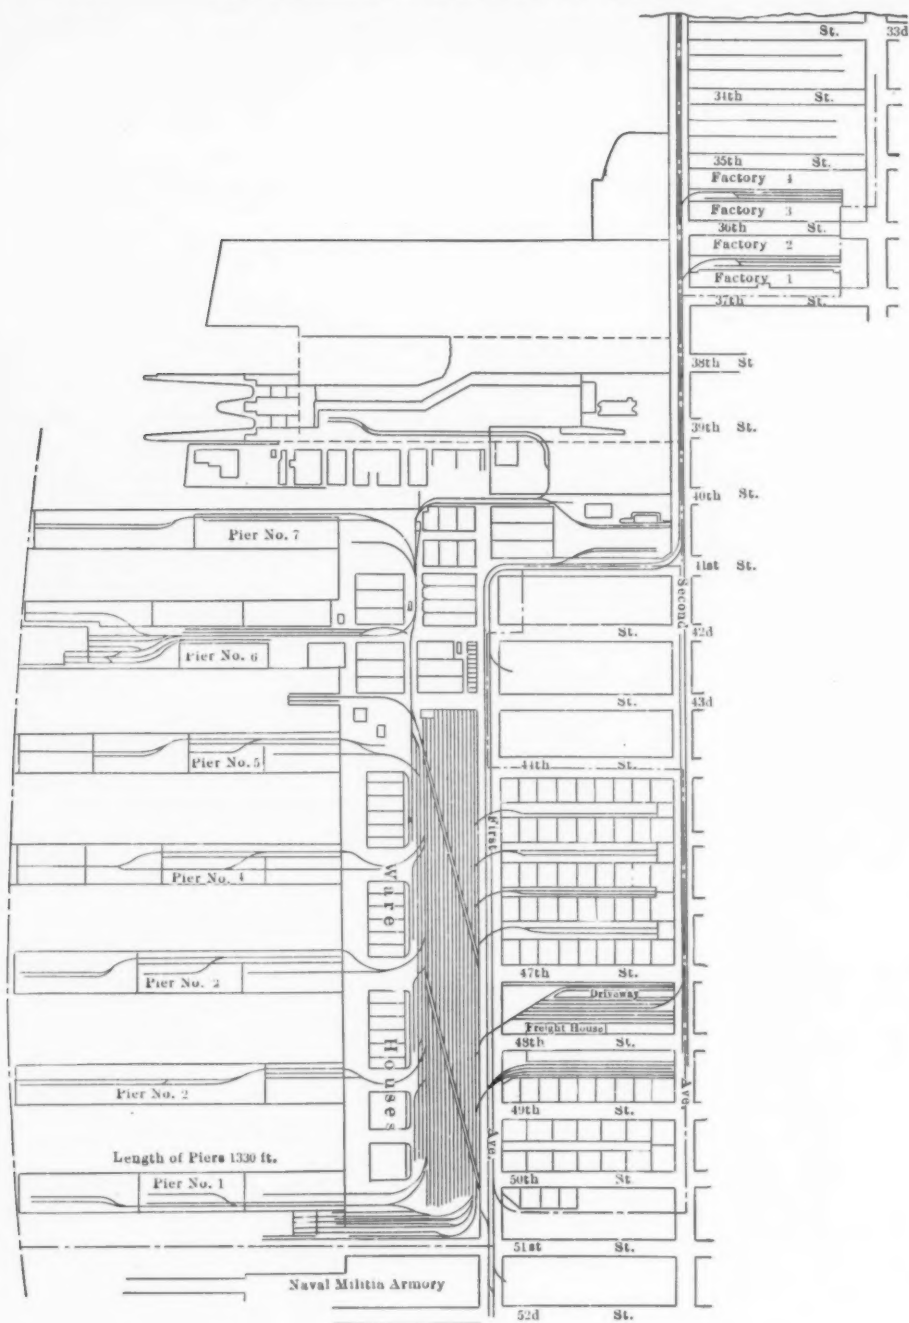 St. 33d
34th St.
35th St.
Factory 4
Factory 3
36th St.
Factory 2
Factory 1
37th St.
38th St
39th St.
40th St.
Pier No. 7
41st St.
Second
St. 42d
Pier No. 6
St. 43d
44th St.
Pier No. 5
First
Pier No. 4
Ware
47th St.
Pier No. 2
Driveway
Freight House
48th St.
Houses
Pier No. 2
Ave.
49th St.
Ave.
Length of Piers 1330 ft.
50th St.
Pier No. 1
51st St.
Naval Militia Armory
52d St.